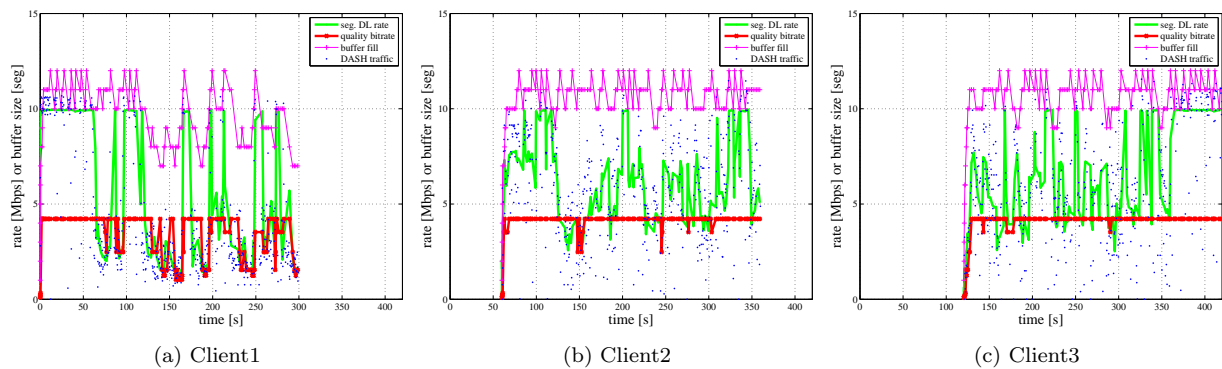 15
10
5
0
rate [Mbps] or buffer size [seg]
seg. DL rate
quality bitrate
buffer fill
DASH traffic
0 50 100 150 200 250 300 350 400
time [s]
(a) Client1
15
10
5
0
rate [Mbps] or buffer size [seg]
seg. DL rate
quality bitrate
buffer fill
DASH traffic
0 50 100 150 200 250 300 350 400
time [s]
(b) Client2
15
10
5
0
rate [Mbps] or buffer size [seg]
seg. DL rate
quality bitrate
buffer fill
DASH traffic
0 50 100 150 200 250 300 350 400
time [s]
(c) Client3